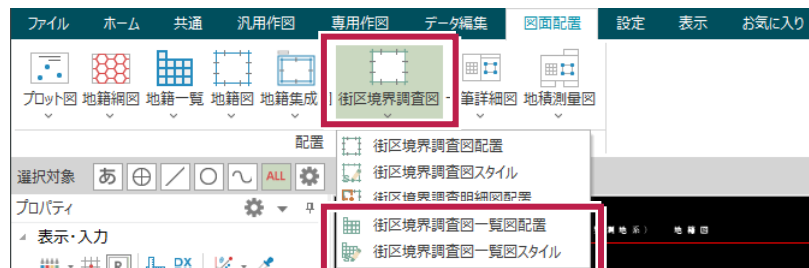 ファイル ホーム 共通 汎用作図 専用作図 データ編集 図面配置 設定 表示 お気に入り
プロット図 地籍網図 地籍一覧 地籍図 地籍集成 街区境界調査図 一筆詳細図 地積測量図
配置
街区境界調査図配置
選択対象 あ ALL 街区境界調査図スタイル
街区境界調査明細図配置
プロパティ
街区境界調査図一覧図配置
表示・入力 地籍図
街区境界調査図一覧図スタイル
R DX